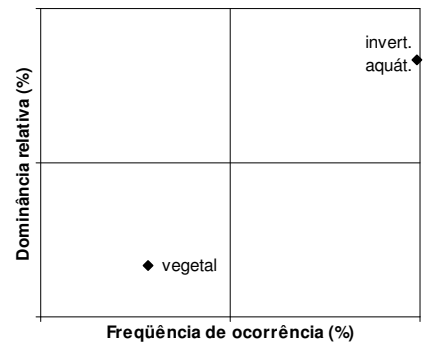 invert.
aquát.
Dominância relativa (%)
vegetal
Freqüência de ocorrência (%)